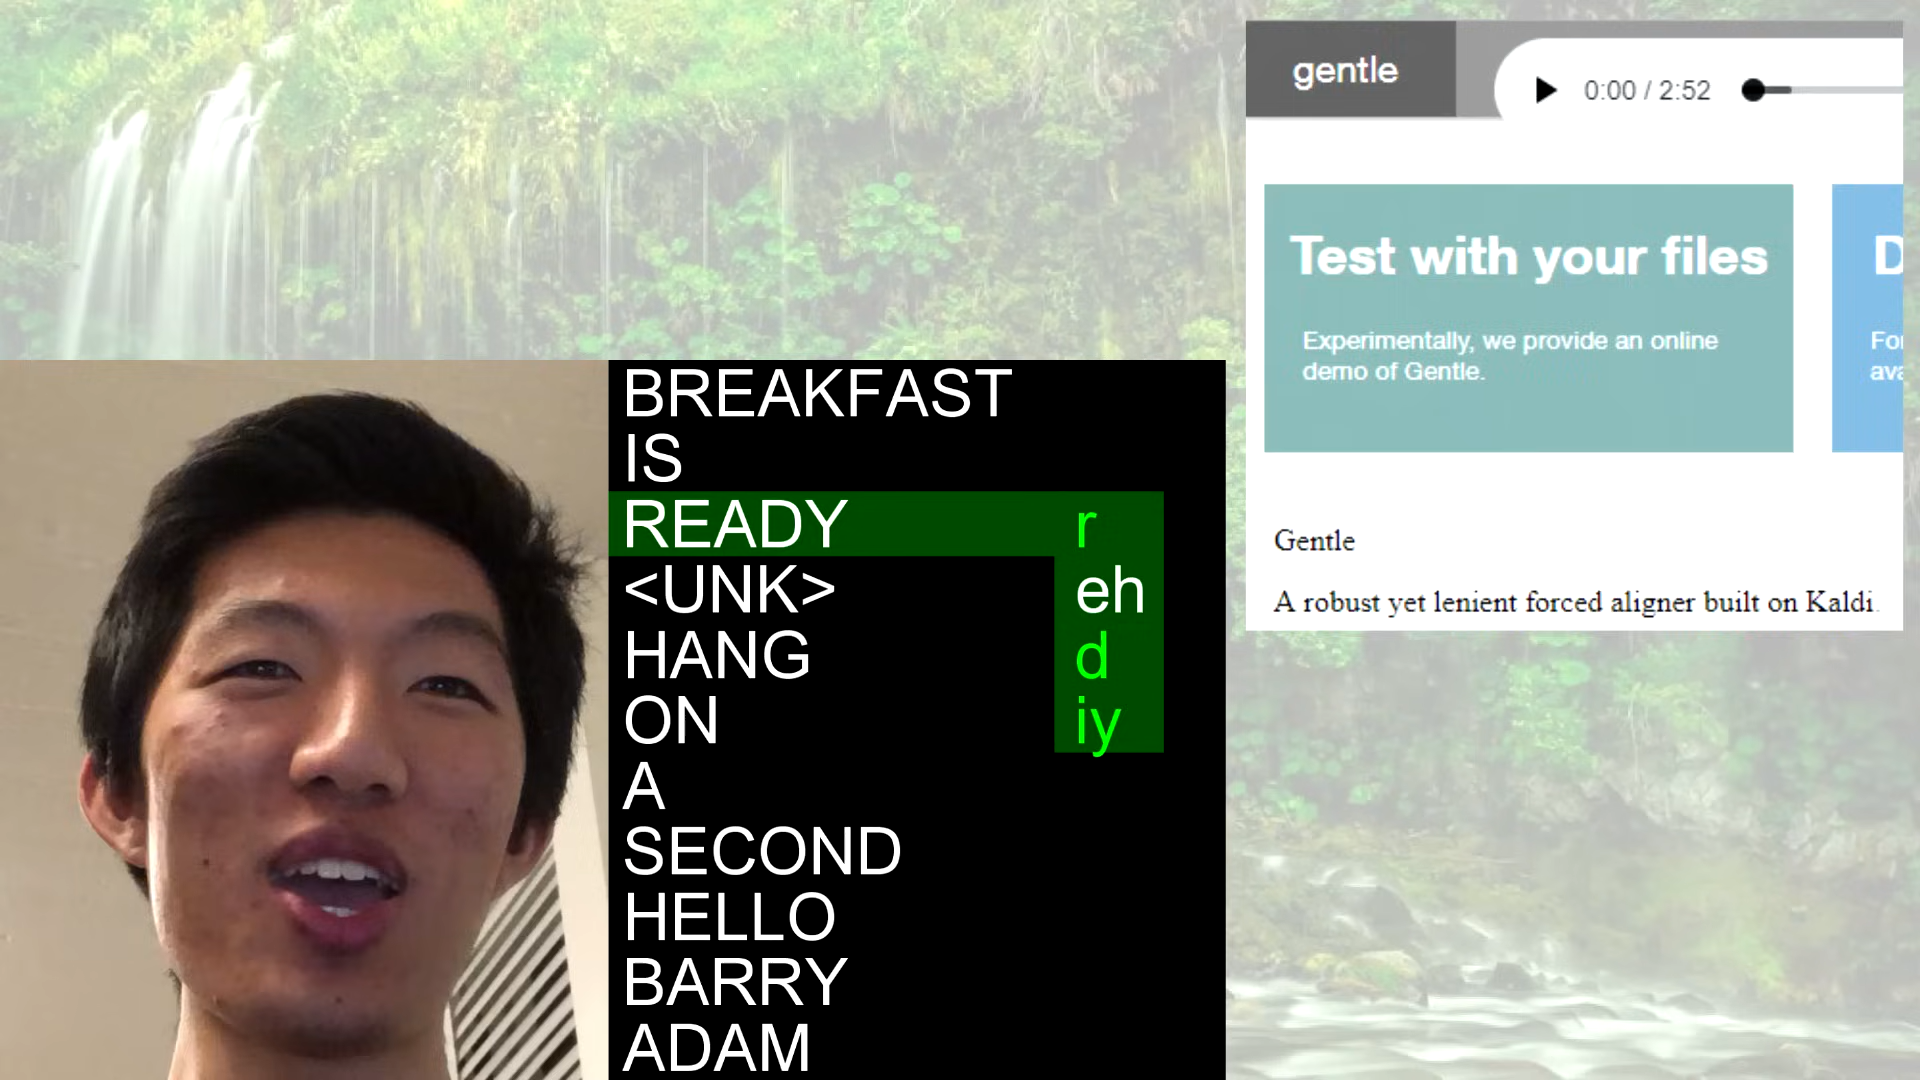 gentle
0:00 / 2:52
Test with your files
D
Experimentally, we provide an online
demo of Gentle.
For
ava
Gentle
A robust yet lenient forced aligner built on Kaldi.
BREAKFAST
IS
READY r
<UNK> eh
HANG d
ON iy
A
SECOND
HELLO
BARRY
ADAM